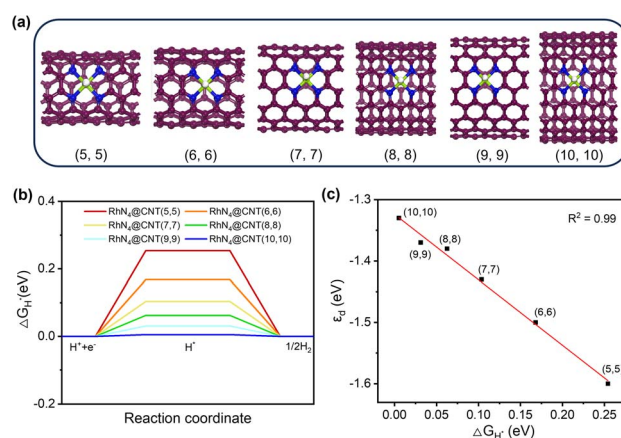 (a)
(5, 5) (6, 6) (7, 7) (8, 8) (9, 9) (10, 10)
(b)
RhN₄@CNT(5,5) RhN₄@CNT(6,6)
RhN₄@CNT(7,7) RhN₄@CNT(8,8)
RhN₄@CNT(9,9) RhN₄@CNT(10,10)
0.4
0.2
0.0
-0.2
ΔG_H* (eV)
H⁺+e⁻ H* 1/2H₂
Reaction coordinate
(c)
R² = 0.99
-1.3
-1.4
-1.5
-1.6
ε_d (eV)
(10,10)
(9,9)
(8,8)
(7,7)
(6,6)
(5,5)
0.00 0.05 0.10 0.15 0.20 0.25
ΔG_H* (eV)